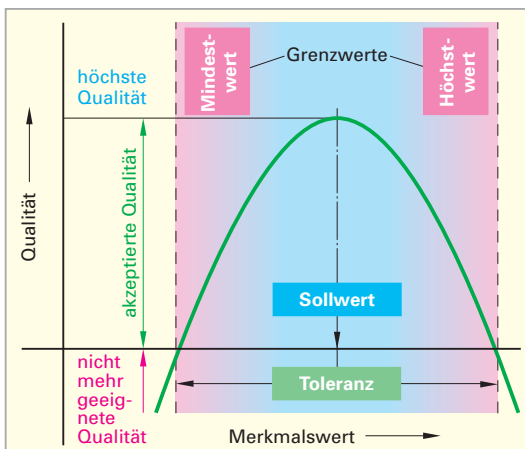 höchste
Qualität
Mindest-
wert
Grenzwerte
Höchst-
wert
Qualität
akzeptierte Qualität
Sollwert
nicht
mehr
geeig-
nete
Qualität
Toleranz
Merkmalswert